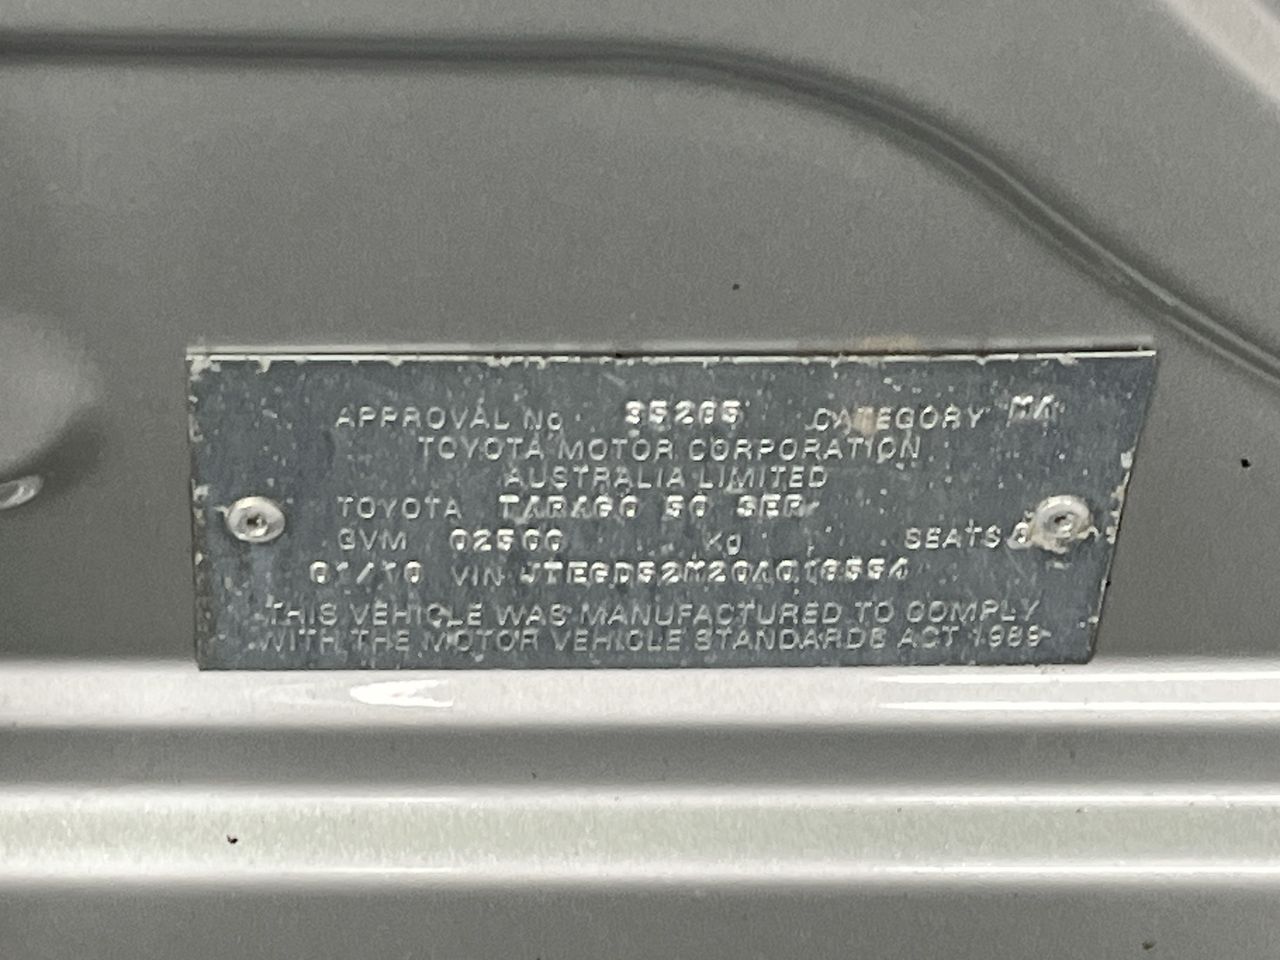 APPROVAL No 35205 CATEGORY MA
TOYOTA MOTOR CORPORATION
AUSTRALIA LIMITED
TOYOTA TARAGO 50 SER
GVM 02500 Kg SEATS
01/10 VIN
THIS VEHICLE WAS MANUFACTURED TO COMPLY
WITH THE MOTOR VEHICLE STANDARDS ACT 1989